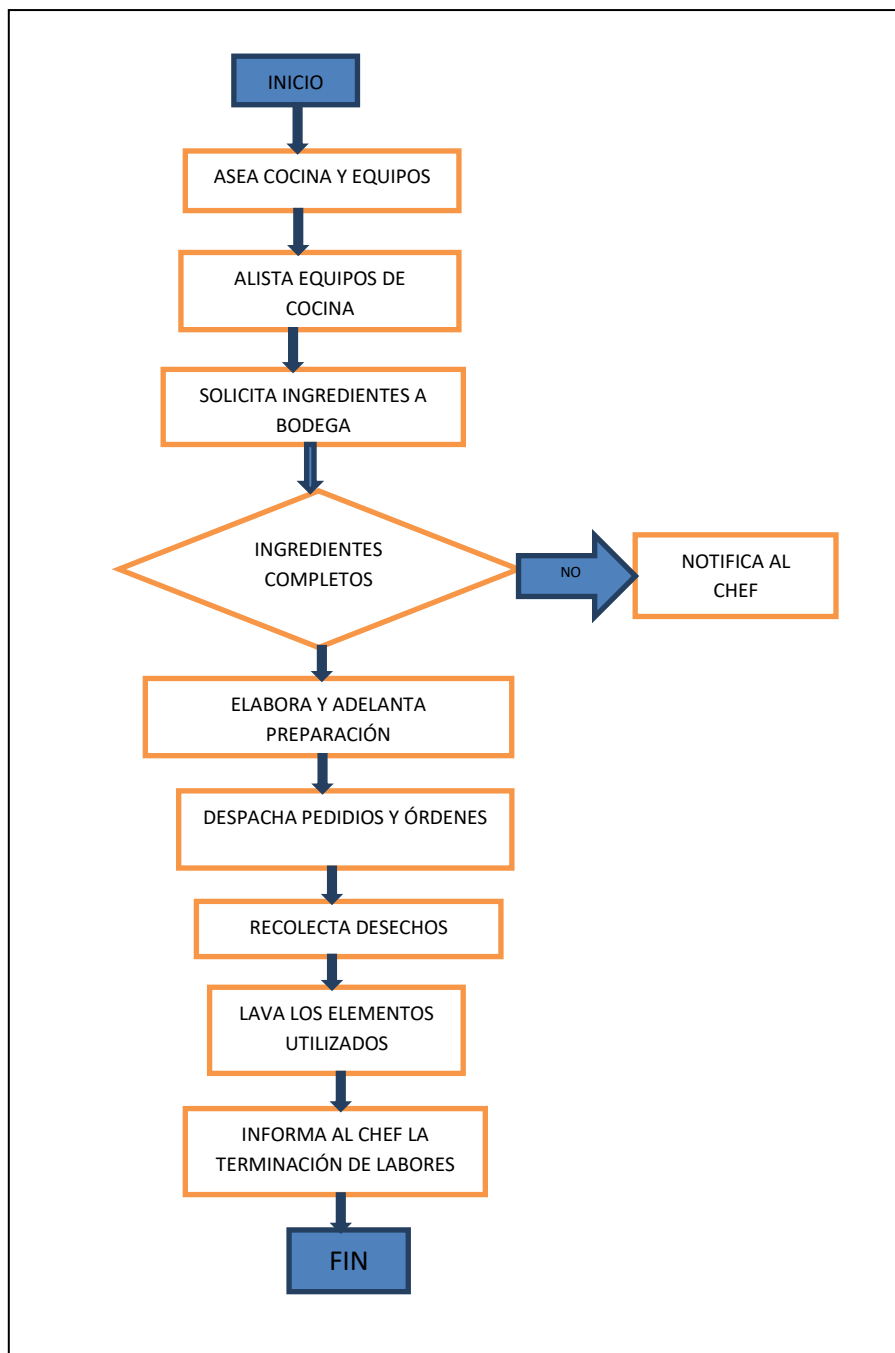 INICIO
ASEA COCINA Y EQUIPOS
ALISTA EQUIPOS DE
COCINA
SOLICITA INGREDIENTES A
BODEGA
INGREDIENTES
COMPLETOS
NO
NOTIFICA AL
CHEF
ELABORA Y ADELANTA
PREPARACIÓN
DESPACHA PEDIDIOS Y ÓRDENES
RECOLECTA DESECHOS
LAVA LOS ELEMENTOS
UTILIZADOS
INFORMA AL CHEF LA
TERMINACIÓN DE LABORES
FIN